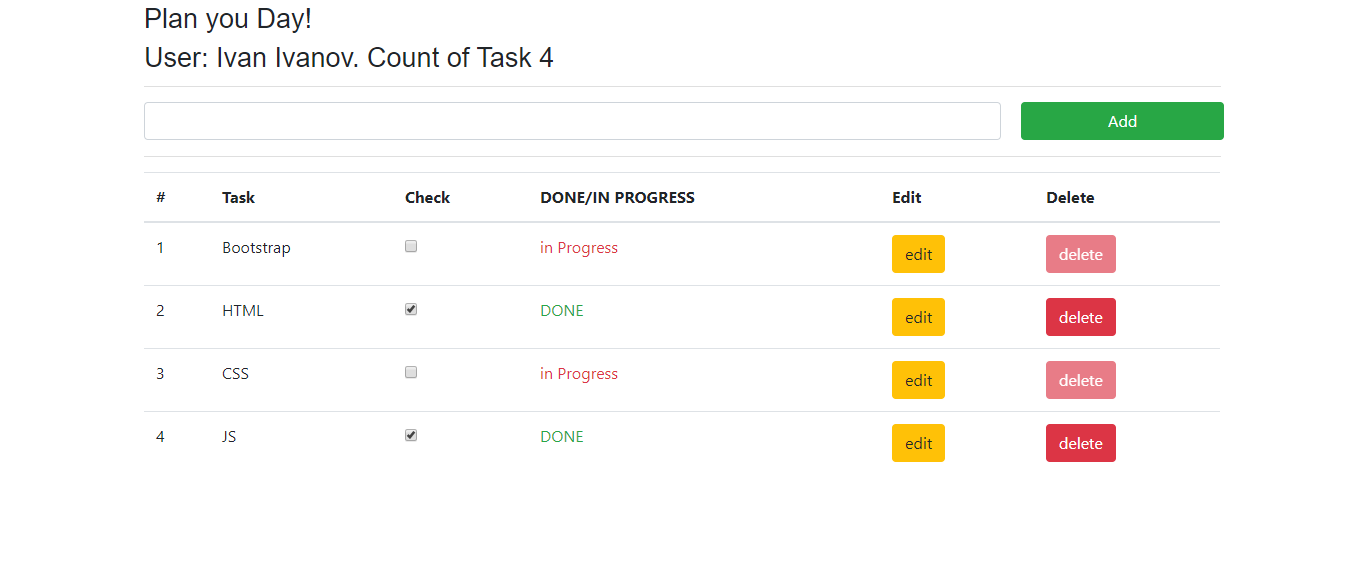 Plan you Day!
User: Ivan Ivanov. Count of Task 4
Add
# Task Check DONE/IN PROGRESS Edit Delete
1 Bootstrap in Progress edit delete
2 HTML DONE edit delete
3 CSS in Progress edit delete
4 JS DONE edit delete